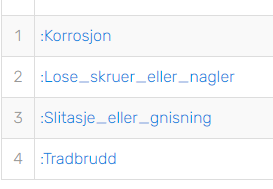 1 :Korrosjon
2 :Lose_skruer_eller_nagler
3 :Slitasje_eller_gnisning
4 :Tradbrudd